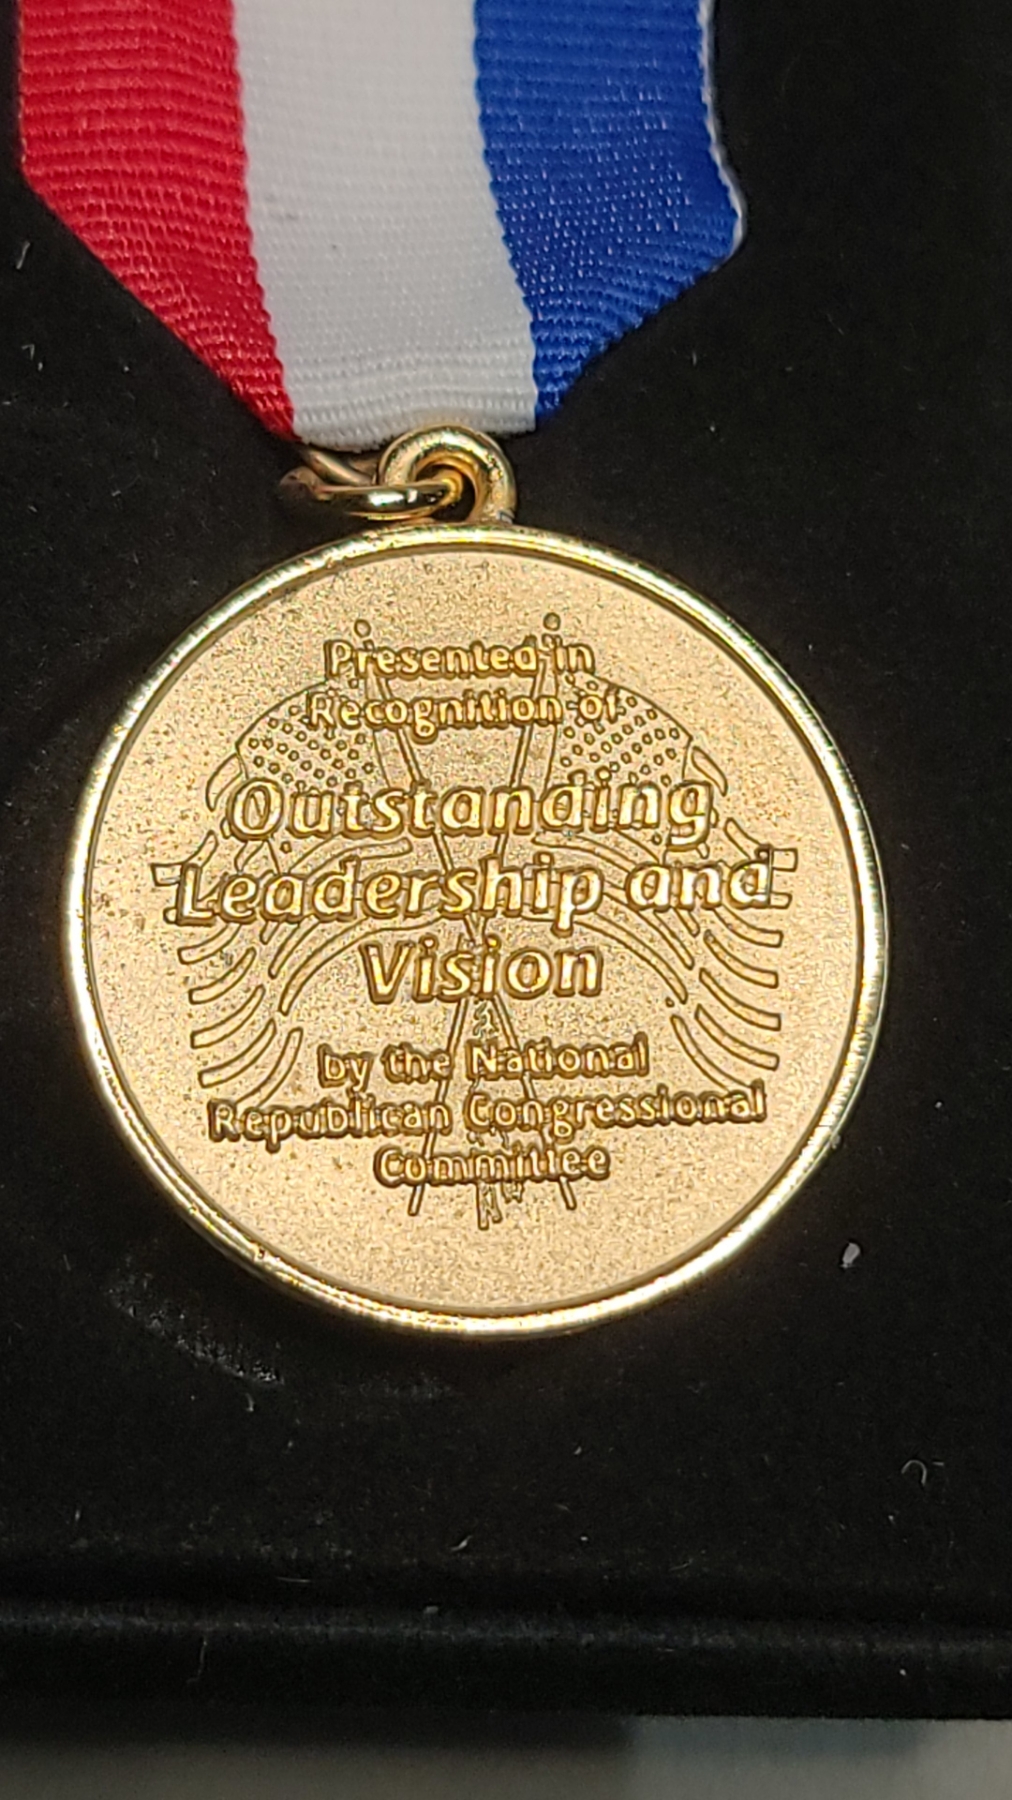 Presented in
Recognition of
Outstanding
Leadership and
Vision
by the National
Republican Congressional
Committee